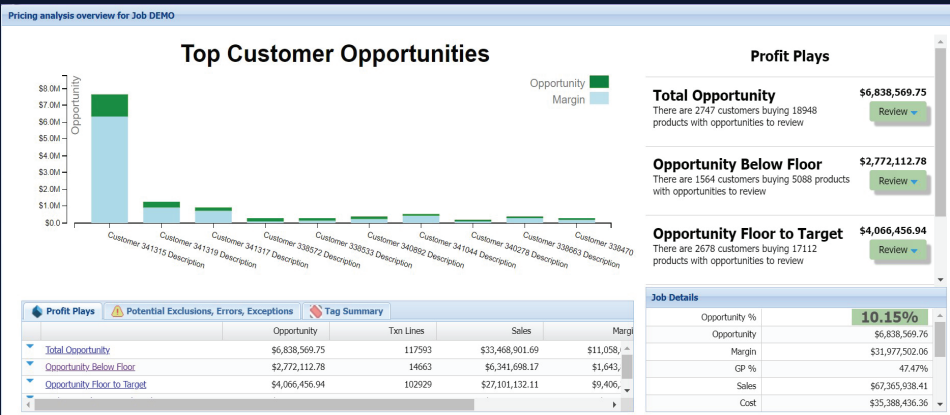 Pricing analysis overview for Job DEMO
Top Customer Opportunities
Opportunity
Opportunity
Margin
$8.0M
$7.0M
$6.0M
$5.0M
$4.0M
$3.0M
$2.0M
$1.0M
$0.0
Customer 341315 Description
Customer 341319 Description
Customer 341317 Description
Customer 338572 Description
Customer 338533 Description
Customer 340892 Description
Customer 341044 Description
Customer 340278 Description
Customer 338663 Description
Customer 338470
Profit Plays
Total Opportunity
$6,838,569.75
There are 2747 customers buying 18948
products with opportunities to review
Review
Opportunity Below Floor
$2,772,112.78
There are 1564 customers buying 5088 products
with opportunities to review
Review
Opportunity Floor to Target
$4,066,456.94
There are 2678 customers buying 17112
products with opportunities to review
Review
Profit Plays Potential Exclusions, Errors, Exceptions Tag Summary
Opportunity Txn Lines Sales Margi
Total Opportunity $6,838,569.75 117593 $33,468,901.69 $11,058,
Opportunity Below Floor $2,772,112.78 14663 $6,341,698.17 $1,643,
Opportunity Floor to Target $4,066,456.94 102929 $27,101,132.11 $9,406,
Job Details
Opportunity % 10.15%
Opportunity $6,838,569.76
Margin $31,977,502.06
GP % 47.47%
Sales $67,365,938.41
Cost $35,388,436.36